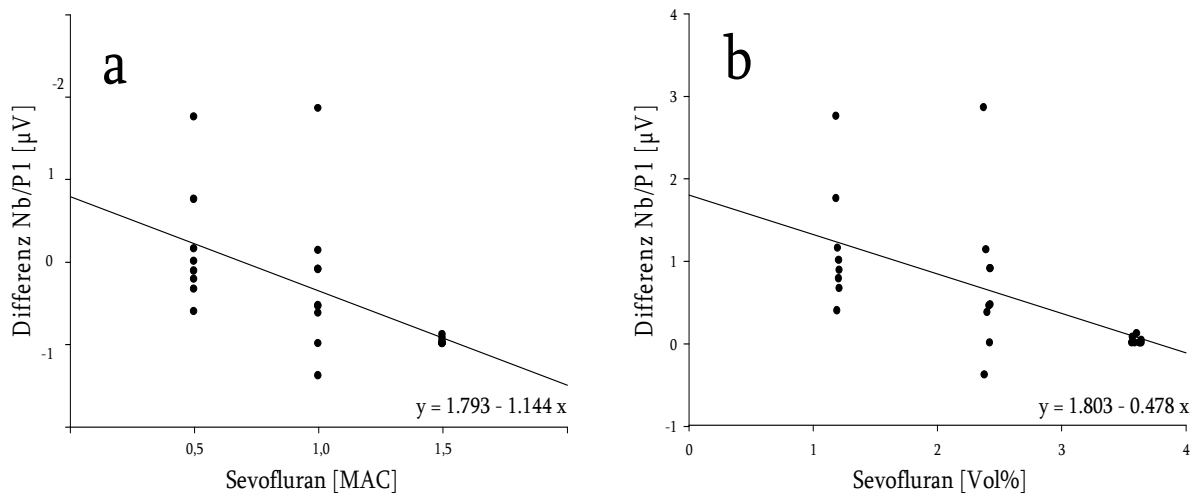 a
Differenz Nb/P1 [µV]
-2
1
0
-1
0,5 1,0 1,5
Sevofluran [MAC]
y = 1.793 - 1.144 x
b
Differenz Nb/P1 [µV]
4
3
2
1
0
-1
0 1 2 3 4
Sevofluran [Vol%]
y = 1.803 - 0.478 x